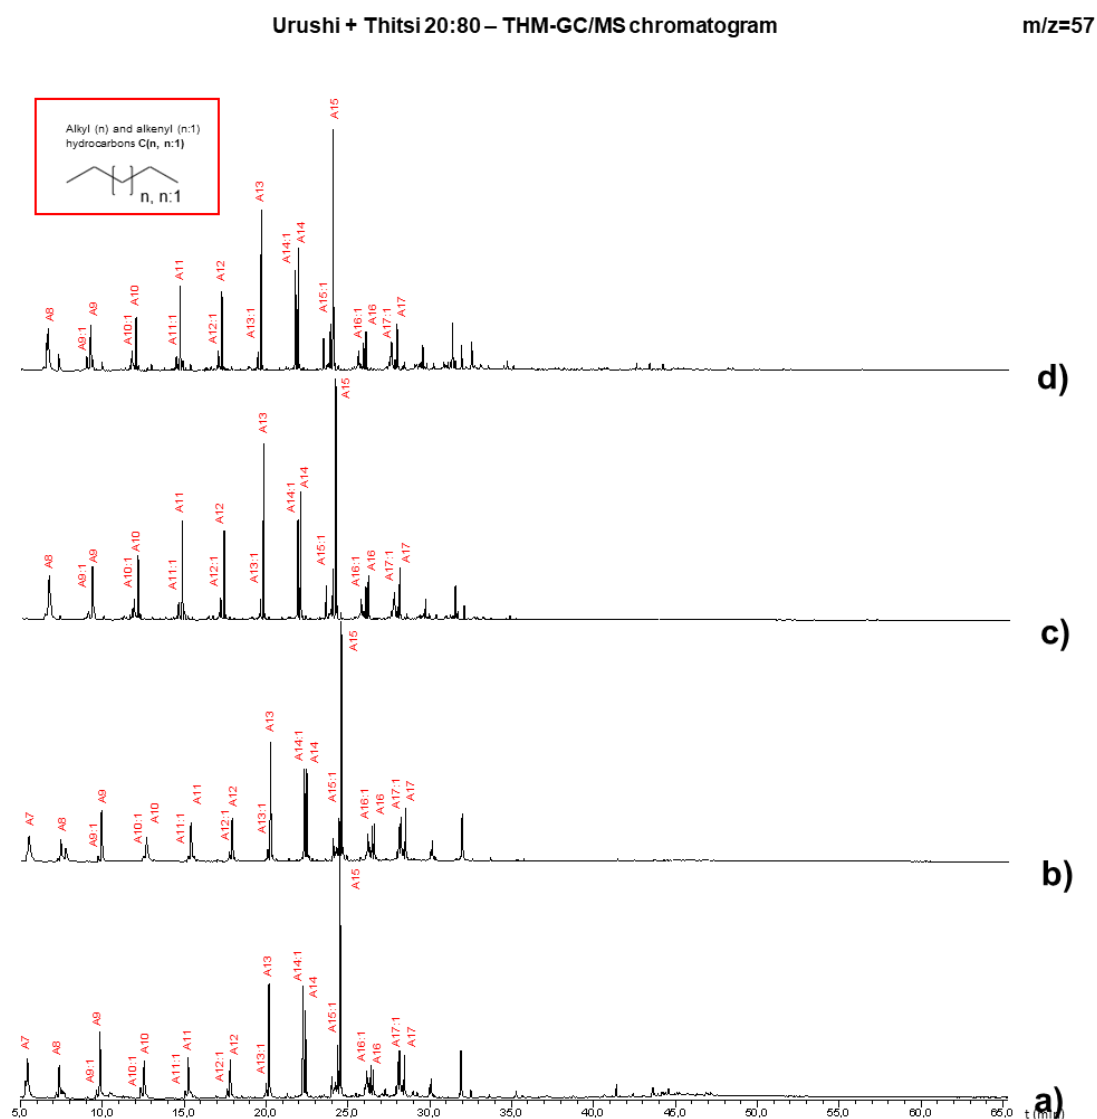 Urushi + Thitsi 20:80 – THM-GC/MS chromatogram
m/z=57
Alkyl (n) and alkenyl (n:1)
hydrocarbons C(n, n:1)
n, n:1
A8
A9:1
A9
A10:1
A10
A11:1
A11
A12:1
A12
A13:1
A13
A14:1
A14
A15:1
A15
A16:1
A16
A17:1
A17
d)
A8
A9:1
A9
A10:1
A10
A11:1
A11
A12:1
A12
A13:1
A13
A14:1
A14
A15:1
A15
A16:1
A16
A17:1
A17
c)
A7
A8
A9:1
A9
A10:1
A10
A11:1
A11
A12:1
A12
A13:1
A13
A14:1
A14
A15:1
A15
A16:1
A16
A17:1
A17
b)
A7
A8
A9:1
A9
A10:1
A10
A11:1
A11
A12:1
A12
A13:1
A13
A14:1
A14
A15:1
A15
A16:1
A16
A17:1
A17
a)
5,0 10,0 15,0 20,0 25,0 30,0 35,0 40,0 45,0 50,0 55,0 60,0 65,0